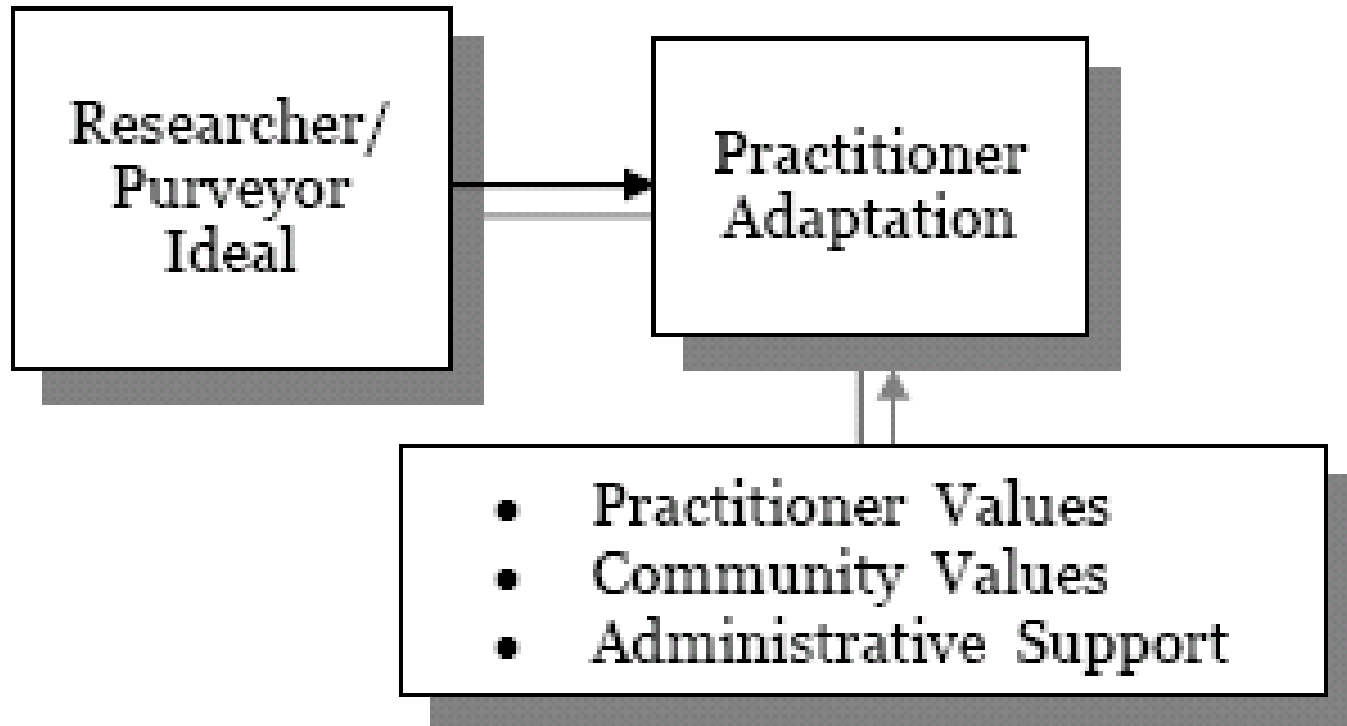 Researcher/
Purveyor
Ideal
Practitioner
Adaptation
• Practitioner Values
• Community Values
• Administrative Support